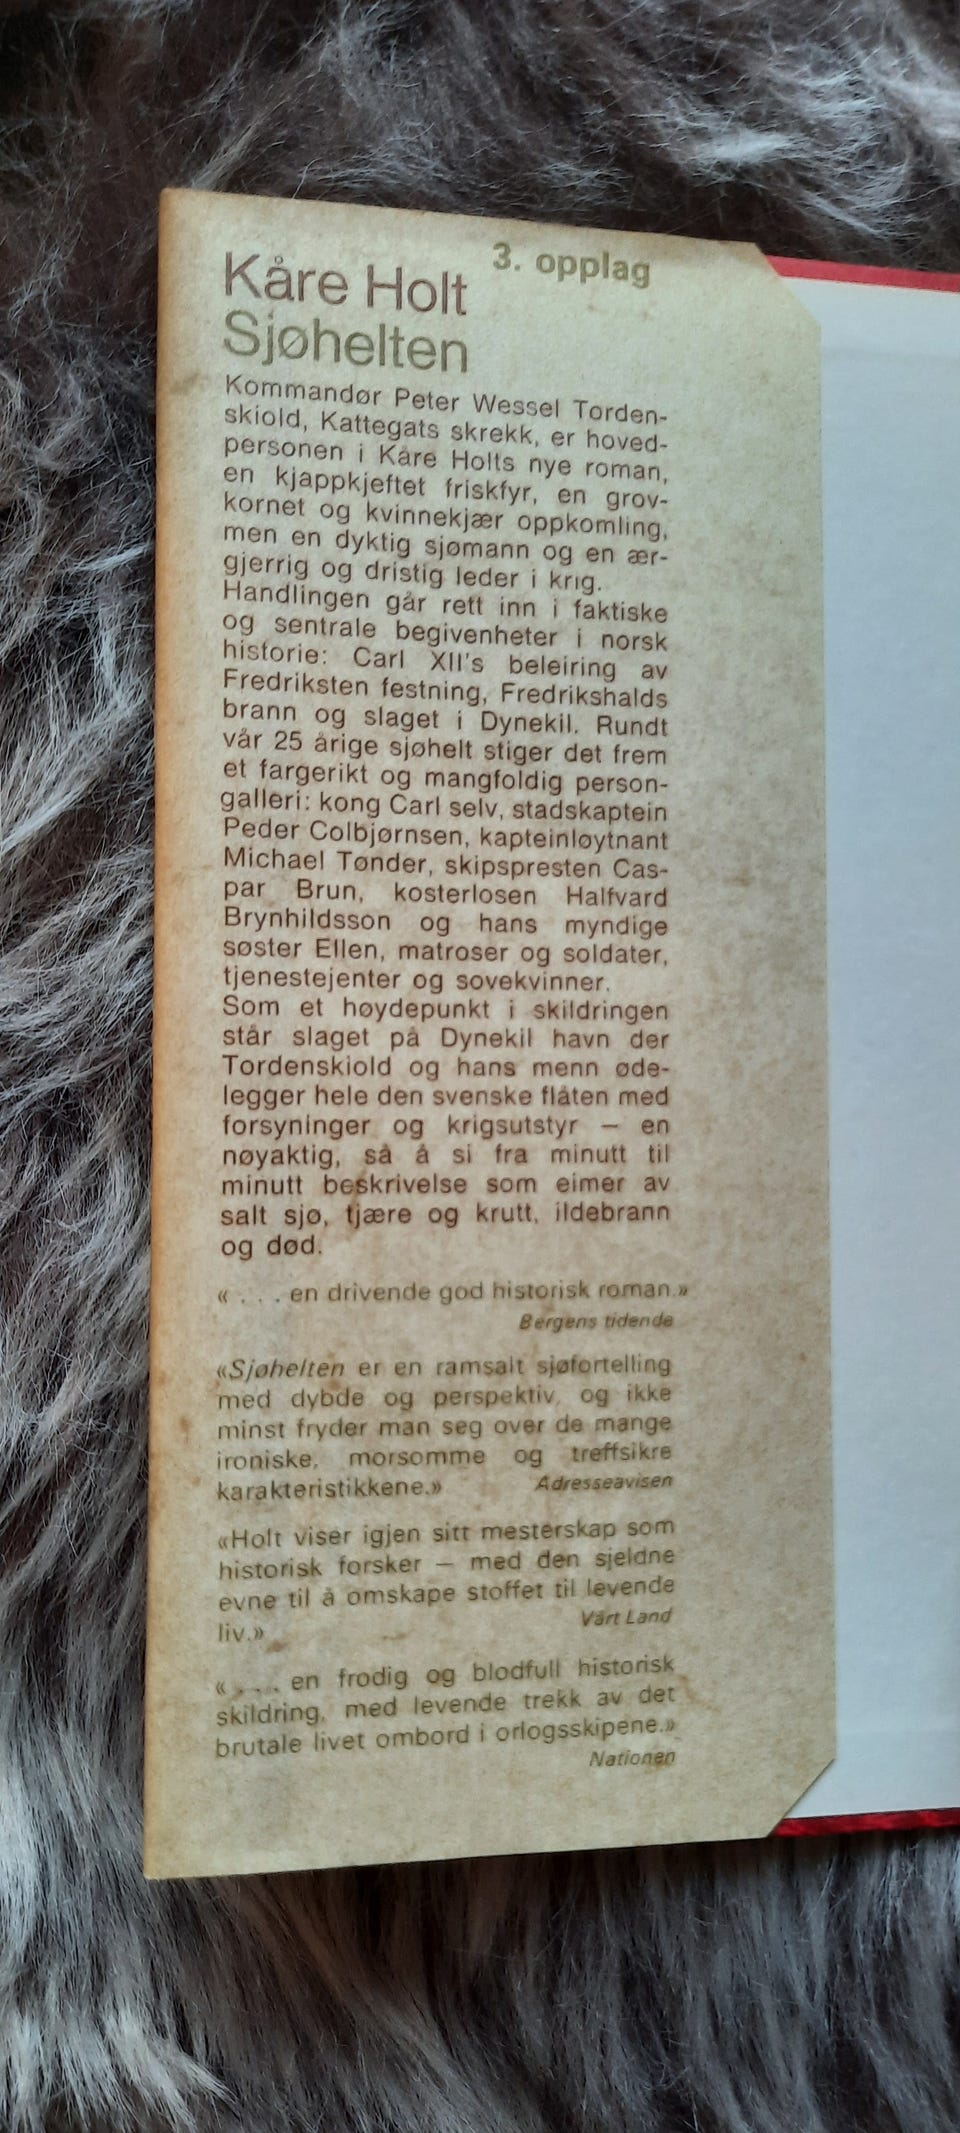 3. opplag
Kåre Holt
Sjøhelten
Kommandør Peter Wessel Torden-
skiold, Kattegats skrekk, er hoved-
personen i Kåre Holts nye roman,
en kjappkjeftet friskfyr, en grov-
kornet og kvinnekjær oppkomling,
men en dyktig sjømann og en ær-
gjerrig og dristig leder i krig.
Handlingen går rett inn i faktiske
og sentrale begivenheter i norsk
historie: Carl XII's beleiring av
Fredriksten festning, Fredrikshalds
brann og slaget i Dynekil. Rundt
vår 25 årige sjøhelt stiger det frem
et fargerikt og mangfoldig person-
galleri: kong Carl selv, stadskaptein
Peder Colbjørnsen, kapteinløytnant
Michael Tønder, skipspresten Cas-
par Brun, kosterlosen Halfvard
Brynhildsson og hans myndige
søster Ellen, matroser og soldater,
tjenestejenter og sovekvinner.
Som et høydepunkt i skildringen
står slaget på Dynekil havn der
Tordenskiold og hans menn øde-
legger hele den svenske flåten med
forsyninger og krigsutstyr — en
nøyaktig, så å si fra minutt til
minutt beskrivelse som eimer av
salt sjø, tjære og krutt, ildebrann
og død.
« . . . en drivende god historisk roman.»
Bergens tidende
«Sjøhelten er en ramsalt sjøfortelling
med dybde og perspektiv, og ikke
minst fryder man seg over de mange
ironiske, morsomme og treffsikre
karakteristikkene.» Adresseavisen
«Holt viser igjen sitt mesterskap som
historisk forsker — med den sjeldne
evne til å omskape stoffet til levende
liv.» Vårt Land
« . . . en frodig og blodfull historisk
skildring, med levende trekk av det
brutale livet ombord i orlogsskipene.»
Nationen